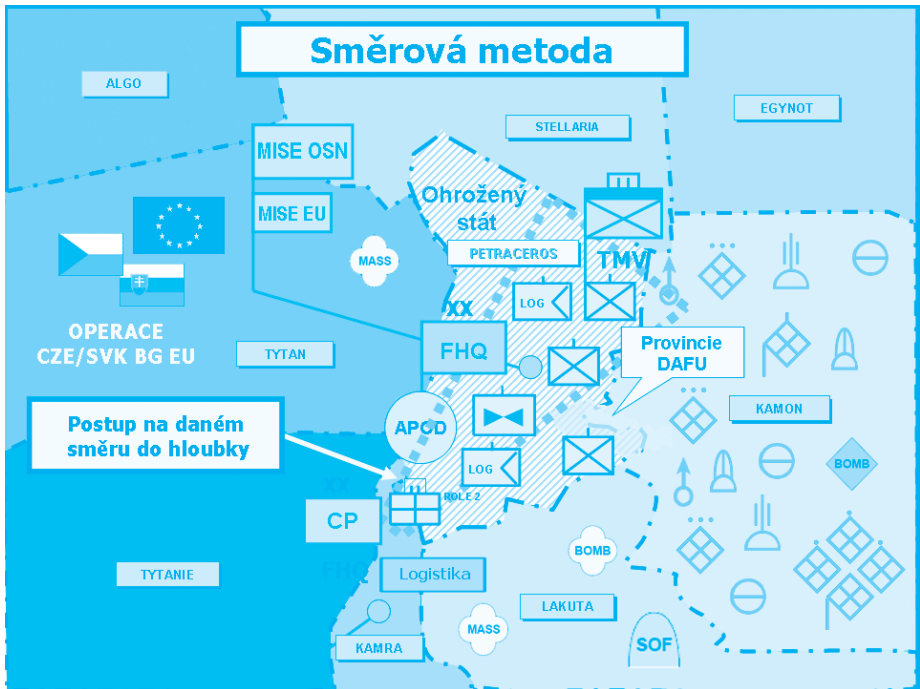 Směrová metoda
ALGO
EGYNOT
STELLARIA
MISE OSN
Ohrožený
stát
MISE EU
MASS
PETRACEROS
TMV
LOG
XX
OPERACE
CZE/SVK BG EU
TYTAN
FHQ
Provincie
DAFU
KAMON
Postup na daném
směru do hloubky
APOD
LOG
BOMB
XX
ROLE 2
CP
BOMB
TYTANIE
FHQ
Logistika
LAKUTA
MASS
SOF
KAMRA